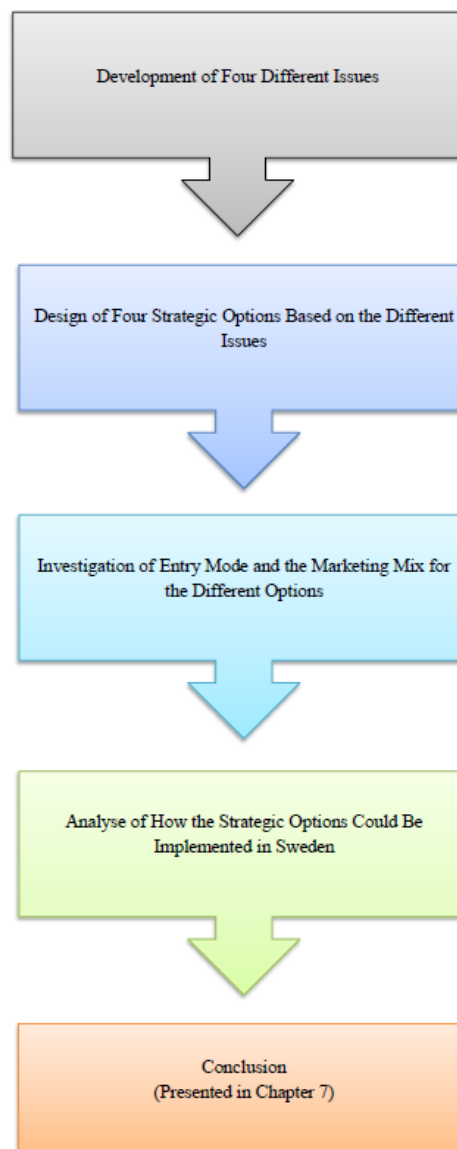 Development of Four Different Issues
Design of Four Strategic Options Based on the Different
Issues
Investigation of Entry Mode and the Marketing Mix for
the Different Options
Analyse of How the Strategic Options Could Be
Implemented in Sweden
Conclusion
(Presented in Chapter 7)